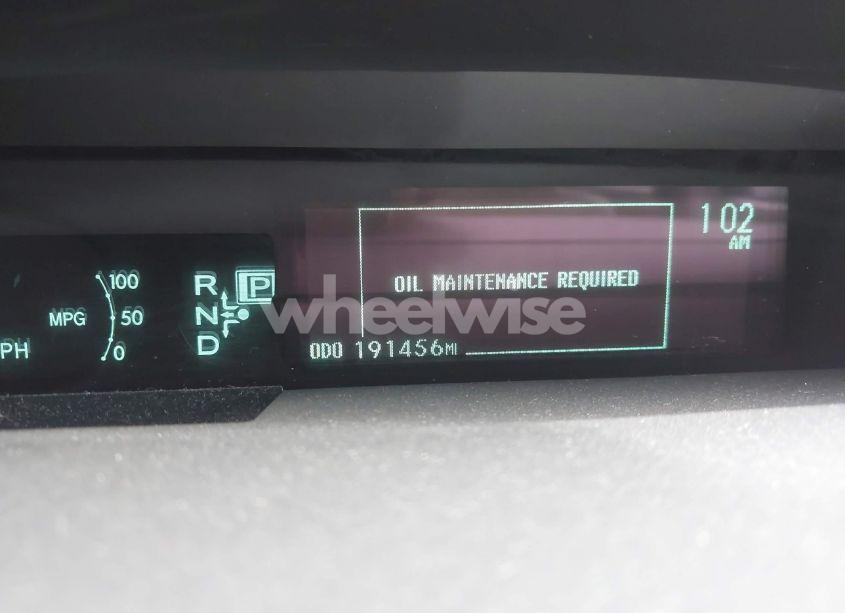 102
AM
100
R P
OIL MAINTENANCE REQUIRED
MPG 50 N
wheelwise
PH 0 D
ODO 191456MI